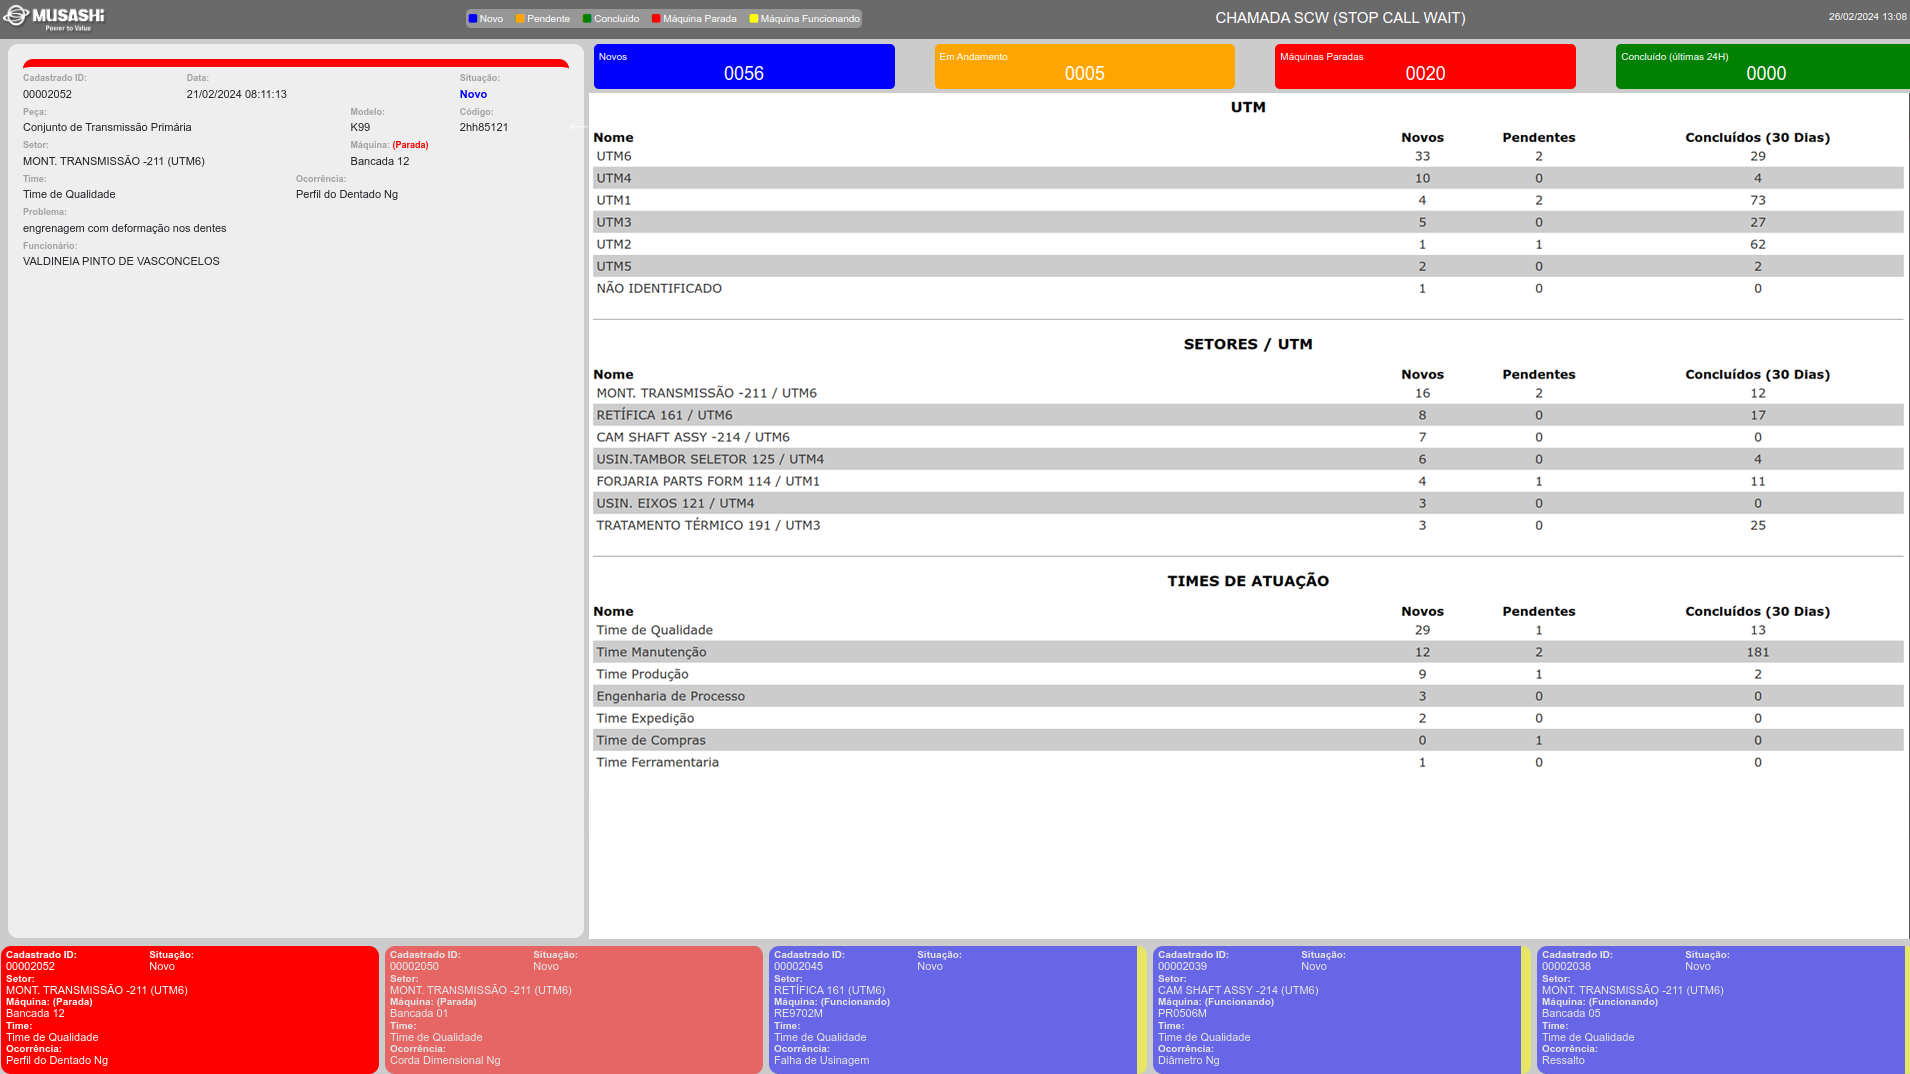 MUSASHi
Power to Value
Novo Pendente Concluído Máquina Parada Máquina Funcionando
CHAMADA SCW (STOP CALL WAIT)
26/02/2024 13:08
Cadastrado ID: Data: Situação:
00002052 21/02/2024 08:11:13 Novo
Peça: Modelo: Código:
Conjunto de Transmissão Primária K99 2hh85121
Setor: Máquina: (Parada)
MONT. TRANSMISSÃO -211 (UTM6) Bancada 12
Time: Ocorrência:
Time de Qualidade Perfil do Dentado Ng
Problema:
engrenagem com deformação nos dentes
Funcionário:
VALDINEIA PINTO DE VASCONCELOS
Novos
0056
Em Andamento
0005
Máquinas Paradas
0020
Concluído (últimas 24H)
0000
UTM
Nome Novos Pendentes Concluídos (30 Dias)
UTM6 33 2 29
UTM4 10 0 4
UTM1 4 2 73
UTM3 5 0 27
UTM2 1 1 62
UTM5 2 0 2
NÃO IDENTIFICADO 1 0 0
SETORES / UTM
Nome Novos Pendentes Concluídos (30 Dias)
MONT. TRANSMISSÃO -211 / UTM6 16 2 12
RETÍFICA 161 / UTM6 8 0 17
CAM SHAFT ASSY -214 / UTM6 7 0 0
USIN.TAMBOR SELETOR 125 / UTM4 6 0 4
FORJARIA PARTS FORM 114 / UTM1 4 1 11
USIN. EIXOS 121 / UTM4 3 0 0
TRATAMENTO TÉRMICO 191 / UTM3 3 0 25
TIMES DE ATUAÇÃO
Nome Novos Pendentes Concluídos (30 Dias)
Time de Qualidade 29 1 13
Time Manutenção 12 2 181
Time Produção 9 1 2
Engenharia de Processo 3 0 0
Time Expedição 2 0 0
Time de Compras 0 1 0
Time Ferramentaria 1 0 0
Cadastrado ID: Situação:
00002052 Novo
Setor:
MONT. TRANSMISSÃO -211 (UTM6)
Máquina: (Parada)
Bancada 12
Time:
Time de Qualidade
Ocorrência:
Perfil do Dentado Ng
Cadastrado ID: Situação:
00002050 Novo
Setor:
MONT. TRANSMISSÃO -211 (UTM6)
Máquina: (Parada)
Bancada 01
Time:
Time de Qualidade
Ocorrência:
Corda Dimensional Ng
Cadastrado ID: Situação:
00002045 Novo
Setor:
RETÍFICA 161 (UTM6)
Máquina: (Funcionando)
RE9702M
Time:
Time de Qualidade
Ocorrência:
Falha de Usinagem
Cadastrado ID: Situação:
00002039 Novo
Setor:
CAM SHAFT ASSY -214 (UTM6)
Máquina: (Funcionando)
PR0506M
Time:
Time de Qualidade
Ocorrência:
Diâmetro Ng
Cadastrado ID: Situação:
00002038 Novo
Setor:
MONT. TRANSMISSÃO -211 (UTM6)
Máquina: (Funcionando)
Bancada 05
Time:
Time de Qualidade
Ocorrência:
Ressalto